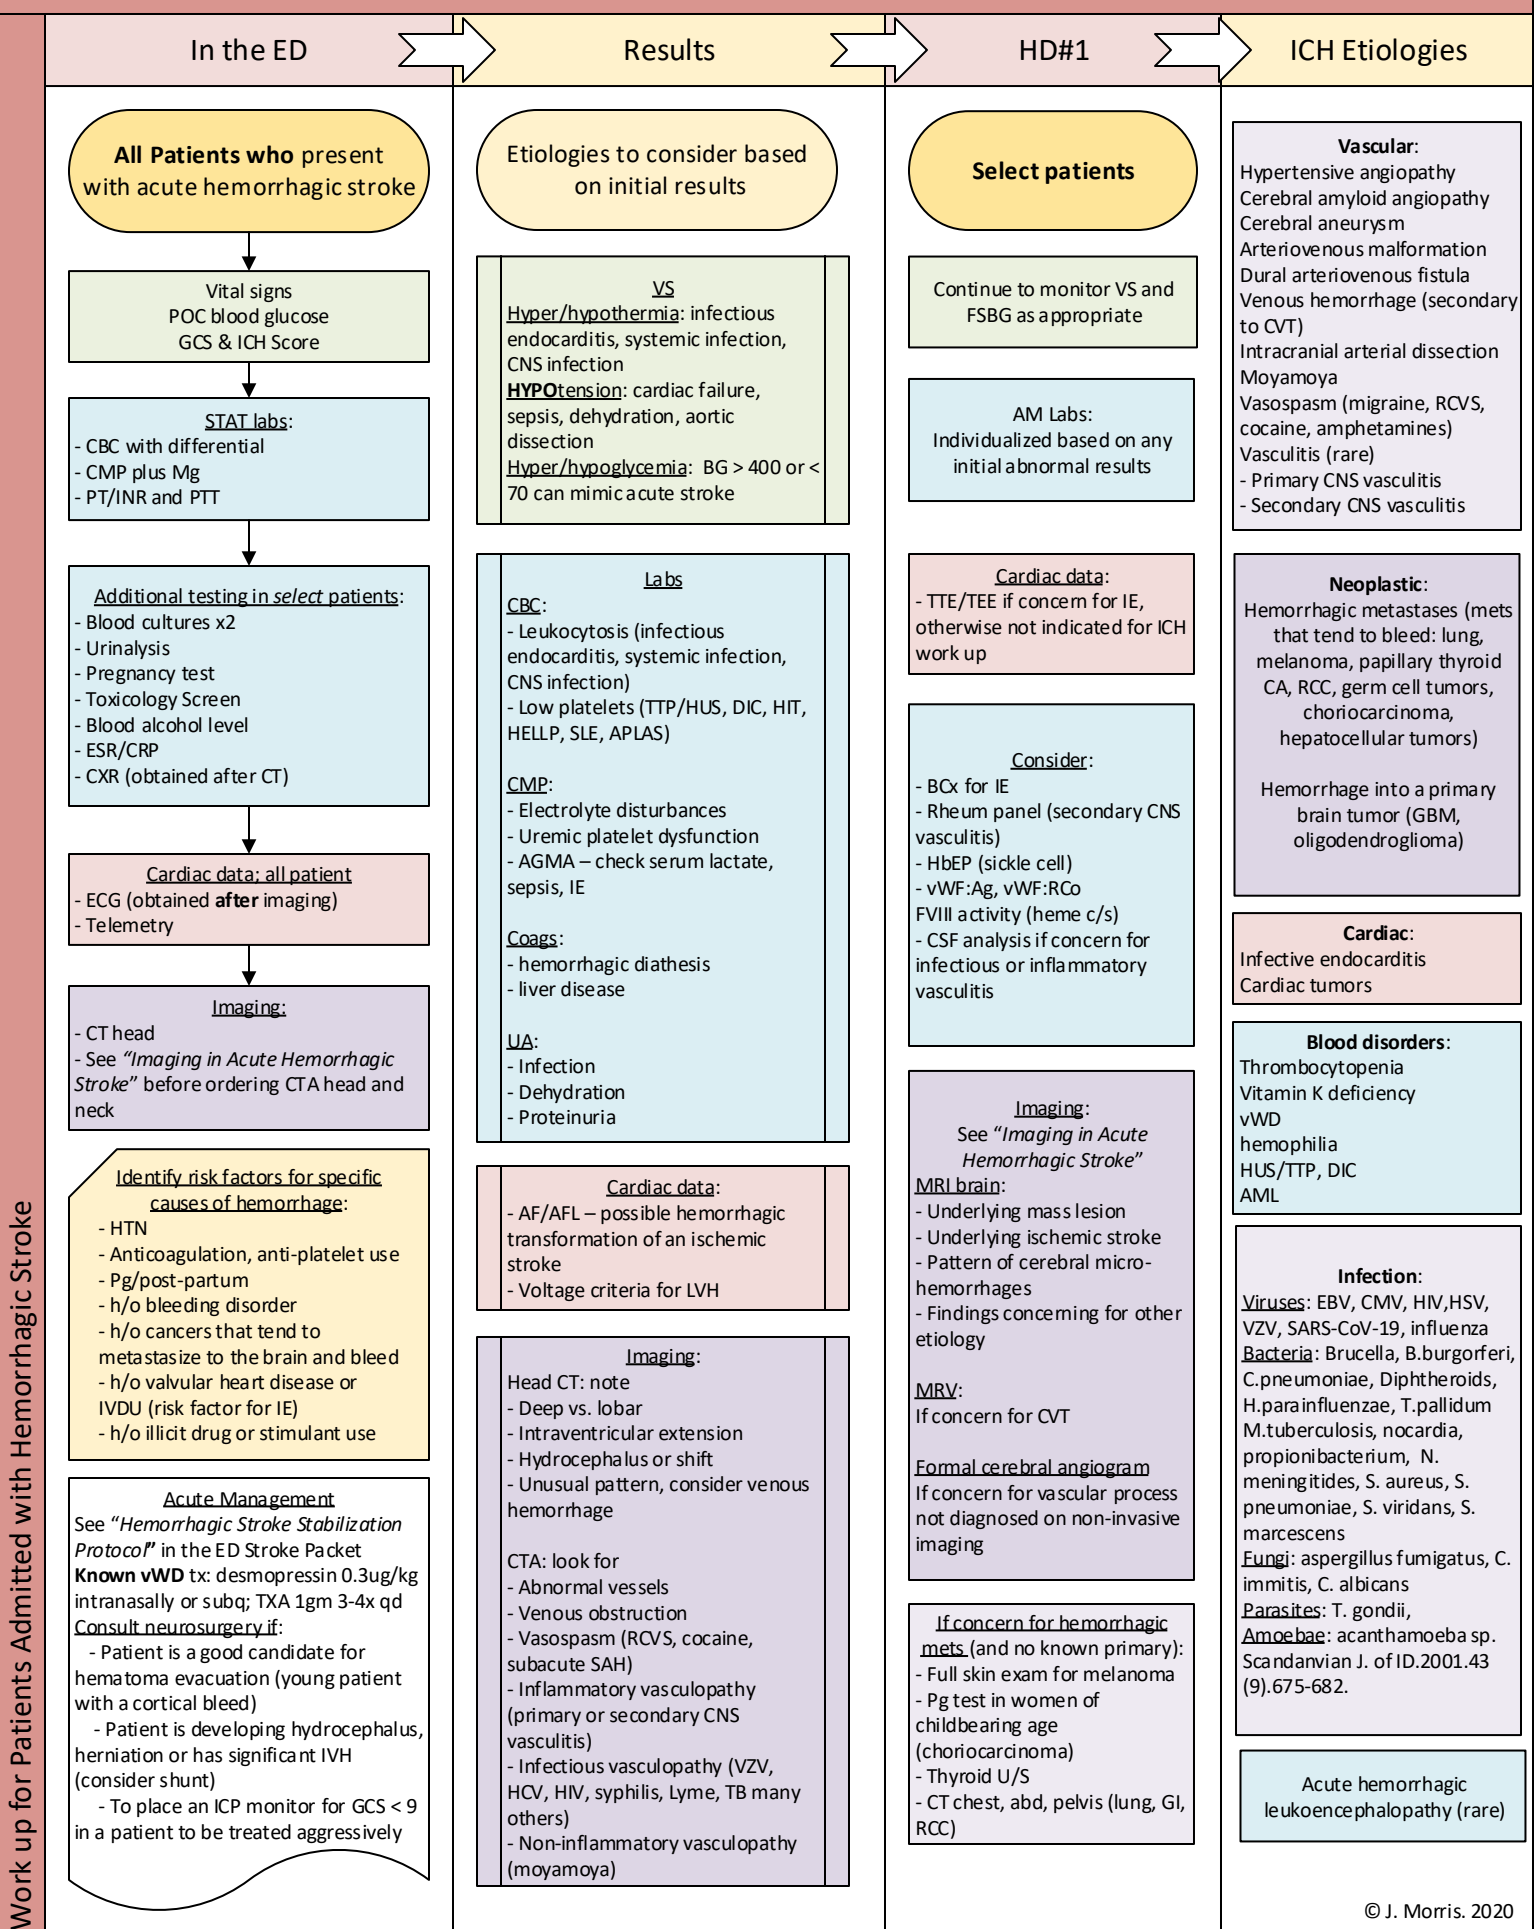 Work up for Patients Admitted with Hemorrhagic Stroke
In the ED
Results
HD#1
ICH Etiologies
All Patients who present
with acute hemorrhagic stroke
Vital signs
POC blood glucose
GCS & ICH Score
STAT labs:
- CBC with differential
- CMP plus Mg
- PT/INR and PTT
Additional testing in select patients:
- Blood cultures x2
- Urinalysis
- Pregnancy test
- Toxicology Screen
- Blood alcohol level
- ESR/CRP
- CXR (obtained after CT)
Cardiac data; all patient
- ECG (obtained after imaging)
- Telemetry
Imaging:
- CT head
- See “Imaging in Acute Hemorrhagic
Stroke” before ordering CTA head and
neck
Identify risk factors for specific
causes of hemorrhage:
- HTN
- Anticoagulation, anti-platelet use
- Pg/post-partum
- h/o bleeding disorder
- h/o cancers that tend to
metastasize to the brain and bleed
- h/o valvular heart disease or
IVDU (risk factor for IE)
- h/o illicit drug or stimulant use
Acute Management
See “Hemorrhagic Stroke Stabilization
Protocol” in the ED Stroke Packet
Known vWD tx: desmopressin 0.3ug/kg
intranasally or subq; TXA 1gm 3-4x qd
Consult neurosurgery if:
- Patient is a good candidate for
hematoma evacuation (young patient
with a cortical bleed)
- Patient is developing hydrocephalus,
herniation or has significant IVH
(consider shunt)
- To place an ICP monitor for GCS < 9
in a patient to be treated aggressively
Etiologies to consider based
on initial results
VS
Hyper/hypothermia: infectious
endocarditis, systemic infection,
CNS infection
HYPOtension: cardiac failure,
sepsis, dehydration, aortic
dissection
Hyper/hypoglycemia: BG > 400 or <
70 can mimic acute stroke
Labs
CBC:
- Leukocytosis (infectious
endocarditis, systemic infection,
CNS infection)
- Low platelets (TTP/HUS, DIC, HIT,
HELLP, SLE, APLAS)
CMP:
- Electrolyte disturbances
- Uremic platelet dysfunction
- AGMA – check serum lactate,
sepsis, IE
Coags:
- hemorrhagic diathesis
- liver disease
UA:
- Infection
- Dehydration
- Proteinuria
Cardiac data:
- AF/AFL – possible hemorrhagic
transformation of an ischemic
stroke
- Voltage criteria for LVH
Imaging:
Head CT: note
- Deep vs. lobar
- Intraventricular extension
- Hydrocephalus or shift
- Unusual pattern, consider venous
hemorrhage
CTA: look for
- Abnormal vessels
- Venous obstruction
- Vasospasm (RCVS, cocaine,
subacute SAH)
- Inflammatory vasculopathy
(primary or secondary CNS
vasculitis)
- Infectious vasculopathy (VZV,
HCV, HIV, syphilis, Lyme, TB many
others)
- Non-inflammatory vasculopathy
(moyamoya)
Select patients
Continue to monitor VS and
FSBG as appropriate
AM Labs:
Individualized based on any
initial abnormal results
Cardiac data:
- TTE/TEE if concern for IE,
otherwise not indicated for ICH
work up
Consider:
- BCx for IE
- Rheum panel (secondary CNS
vasculitis)
- HbEP (sickle cell)
- vWF:Ag, vWF:RCo
FVIII activity (heme c/s)
- CSF analysis if concern for
infectious or inflammatory
vasculitis
Imaging:
See “Imaging in Acute
Hemorrhagic Stroke”
MRI brain:
- Underlying mass lesion
- Underlying ischemic stroke
- Pattern of cerebral micro-
hemorrhages
- Findings concerning for other
etiology
MRV:
If concern for CVT
Formal cerebral angiogram
If concern for vascular process
not diagnosed on non-invasive
imaging
If concern for hemorrhagic
mets (and no known primary):
- Full skin exam for melanoma
- Pg test in women of
childbearing age
(choriocarcinoma)
- Thyroid U/S
- CT chest, abd, pelvis (lung, GI,
RCC)
Vascular:
Hypertensive angiopathy
Cerebral amyloid angiopathy
Cerebral aneurysm
Arteriovenous malformation
Dural arteriovenous fistula
Venous hemorrhage (secondary
to CVT)
Intracranial arterial dissection
Moyamoya
Vasospasm (migraine, RCVS,
cocaine, amphetamines)
Vasculitis (rare)
- Primary CNS vasculitis
- Secondary CNS vasculitis
Neoplastic:
Hemorrhagic metastases (mets
that tend to bleed: lung,
melanoma, papillary thyroid
CA, RCC, germ cell tumors,
choriocarcinoma,
hepatocellular tumors)
Hemorrhage into a primary
brain tumor (GBM,
oligodendroglioma)
Cardiac:
Infective endocarditis
Cardiac tumors
Blood disorders:
Thrombocytopenia
Vitamin K deficiency
vWD
hemophilia
HUS/TTP, DIC
AML
Infection:
Viruses: EBV, CMV, HIV,HSV,
VZV, SARS-CoV-19, influenza
Bacteria: Brucella, B.burgorferi,
C.pneumoniae, Diphtheroids,
H.parainfluenzae, T.pallidum
M.tuberculosis, nocardia,
propionibacterium, N.
meningitides, S. aureus, S.
pneumoniae, S. viridans, S.
marcescens
Fungi: aspergillus fumigatus, C.
immitis, C. albicans
Parasites: T. gondii,
Amoebae: acanthamoeba sp.
Scandanvian J. of ID.2001.43
(9).675-682.
Acute hemorrhagic
leukoencephalopathy (rare)
© J. Morris. 2020